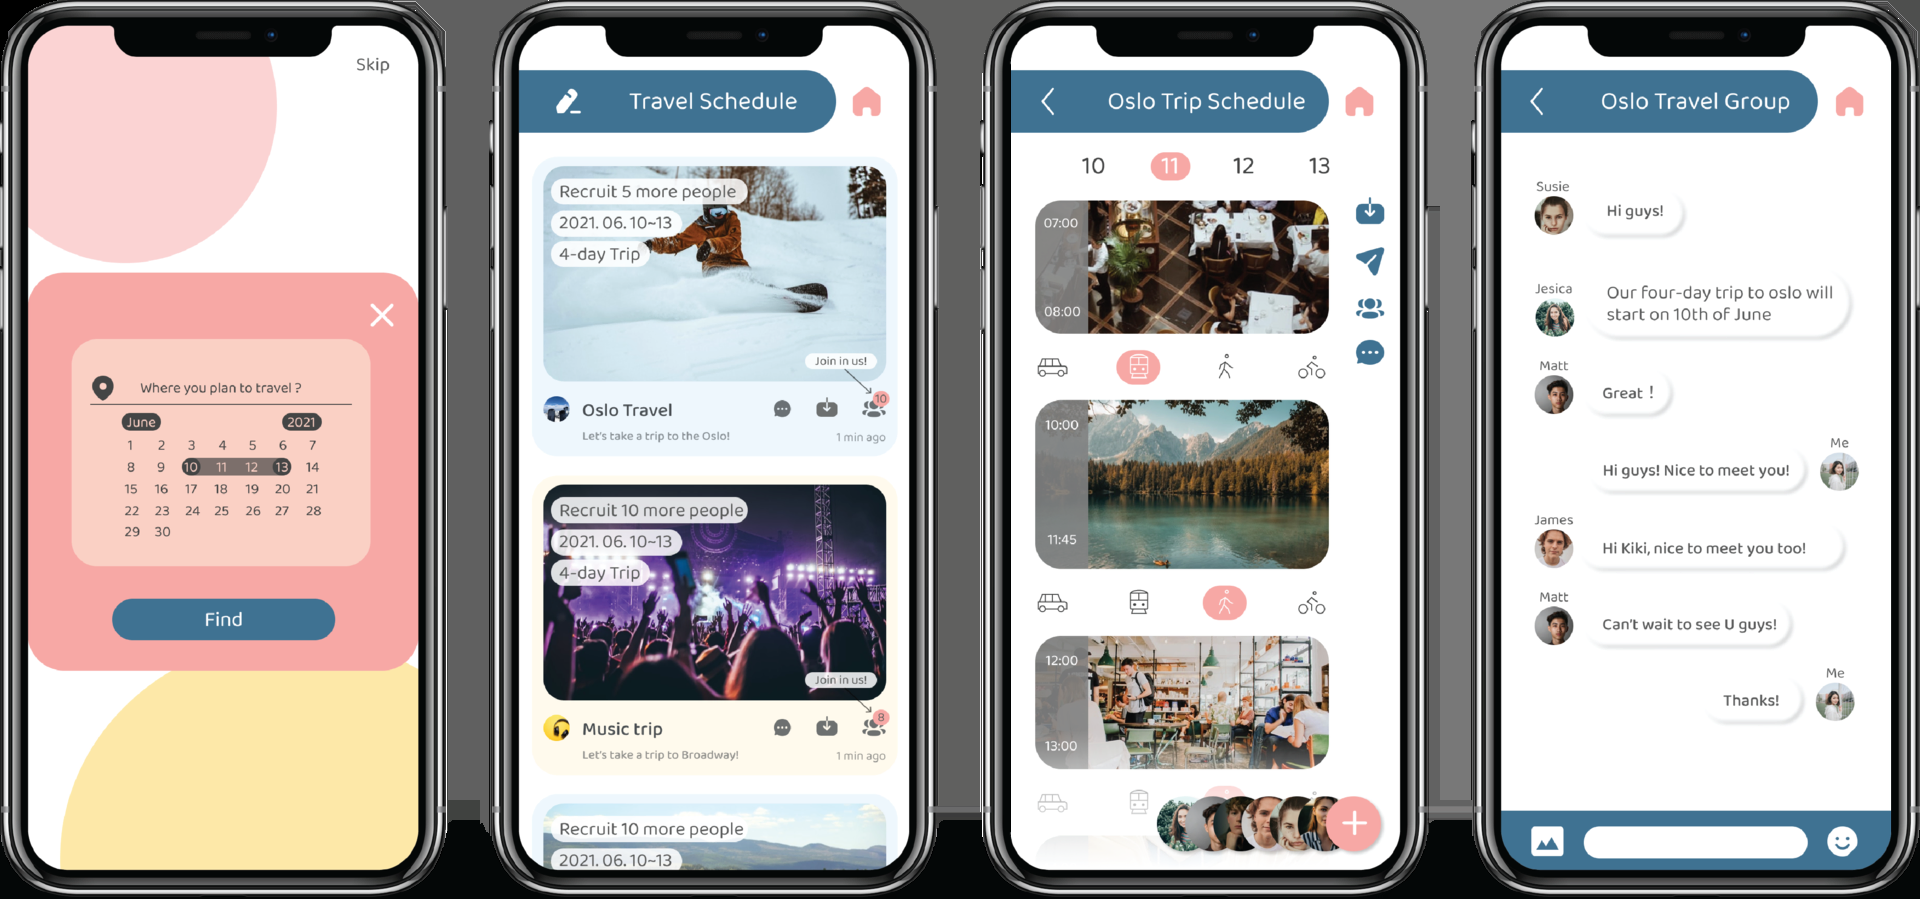 Skip
Where you plan to travel ?
June 2021
1 2 3 4 5 6 7
8 9 10 11 12 13 14
15 16 17 18 19 20 21
22 23 24 25 26 27 28
29 30
Find
Travel Schedule
Recruit 5 more people
2021. 06. 10~13
4-day Trip
Join in us!
10
Oslo Travel
Let's take a trip to the Oslo!
1 min ago
Recruit 10 more people
2021. 06. 10~13
4-day Trip
Join in us!
8
Music trip
Let's take a trip to Broadway!
1 min ago
Recruit 10 more people
2021. 06. 10~13
Oslo Trip Schedule
10 11 12 13
07:00
08:00
10:00
11:45
12:00
13:00
Oslo Travel Group
Susie
Hi guys!
Jesica
Our four-day trip to oslo will
start on 10th of June
Matt
Great !
Me
Hi guys! Nice to meet you!
James
Hi Kiki, nice to meet you too!
Matt
Can't wait to see U guys!
Me
Thanks!